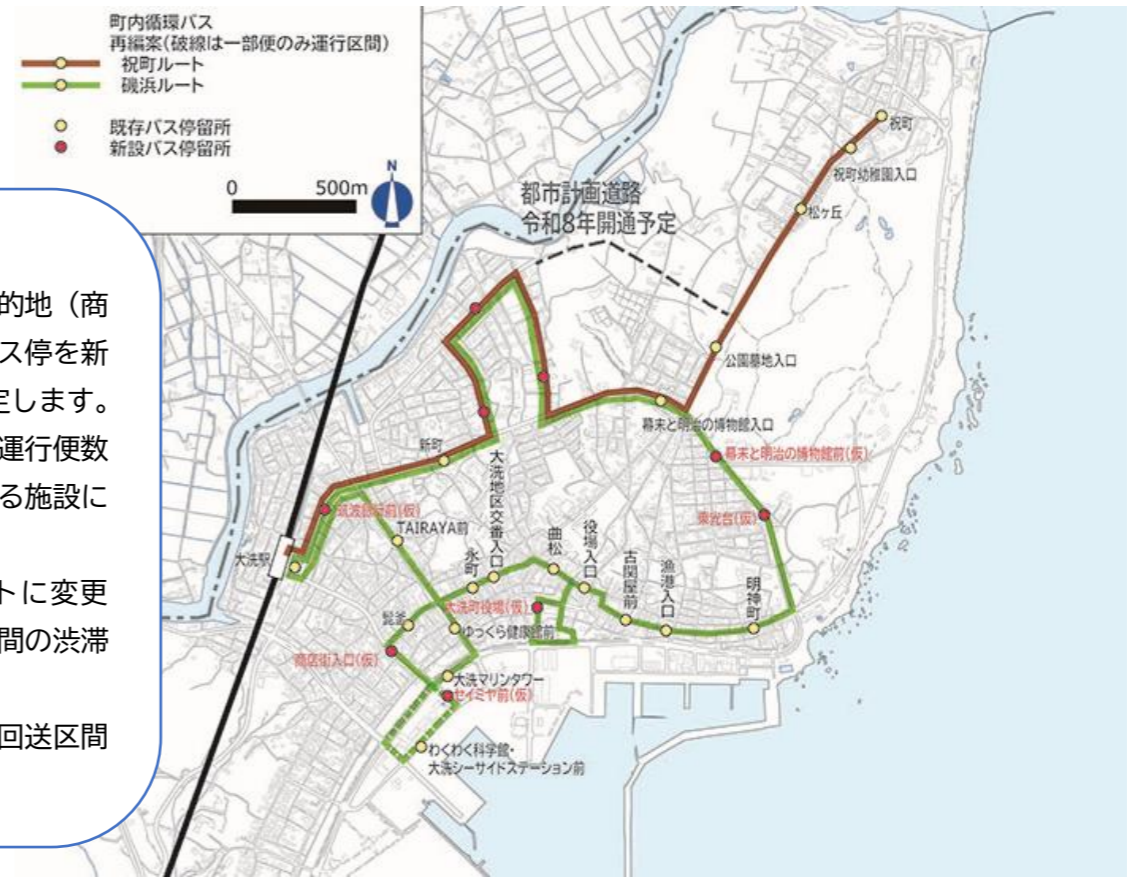 町内循環バス
再編案(破線は一部便のみ運行区間)
祝町ルート
磯浜ルート
既存バス停留所
新設バス停留所
0 500m
N
的地（商
ス停を新
定します。
運行便数
る施設に
トに変更
間の渋滞
回送区間
都市計画道路
令和8年開通予定
祝町
祝町幼稚園入口
松ヶ丘
公園墓地入口
幕末と明治の博物館入口
幕末と明治の博物館前(仮)
東光台(仮)
新町
大洗地区交番入口
筑波銀行前(仮)
TAIRAYA前
大洗駅
永町
曲松
役場入口
古関屋前
漁港入口
明神町
大洗町役場(仮)
髭釜
ゆっくら健康館前
商店街入口(仮)
大洗マリンタワー
セイミヤ前(仮)
わくわく科学館・
大洗シーサイドステーション前